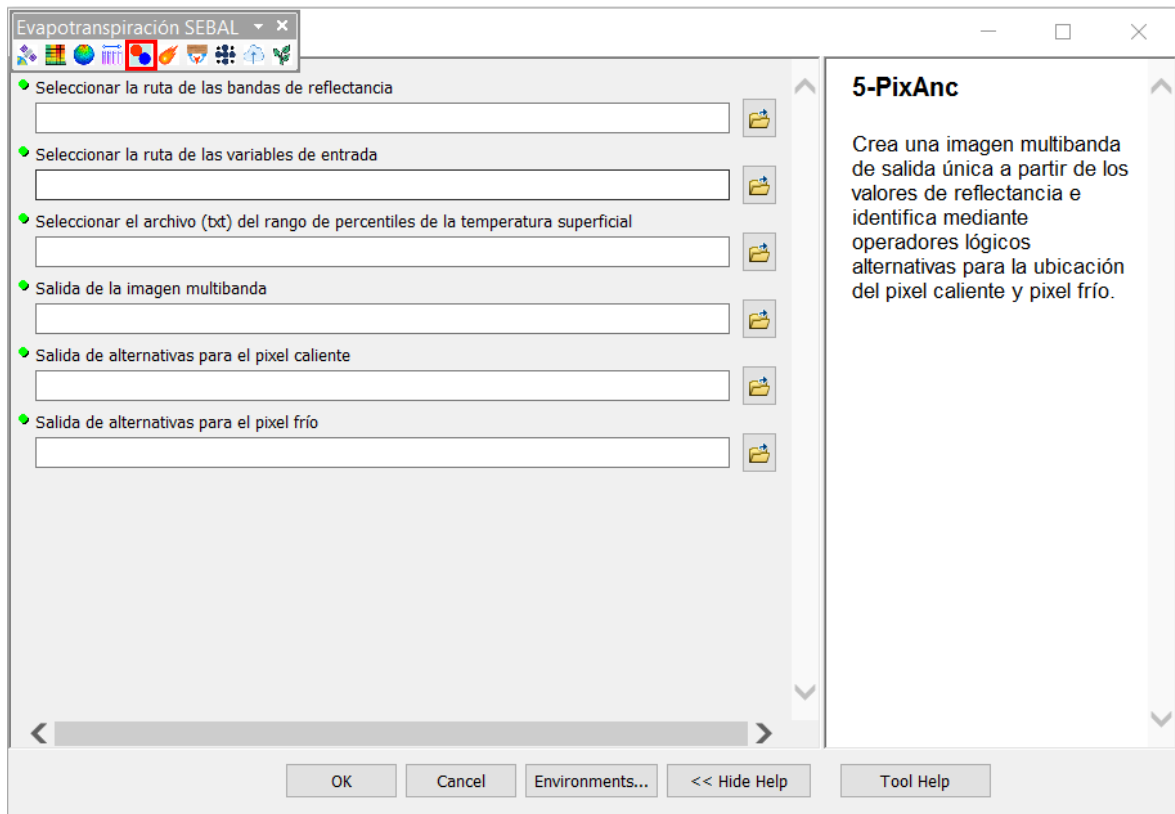 Evapotranspiración SEBAL
Seleccionar la ruta de las bandas de reflectancia
Seleccionar la ruta de las variables de entrada
Seleccionar el archivo (txt) del rango de percentiles de la temperatura superficial
Salida de la imagen multibanda
Salida de alternativas para el pixel caliente
Salida de alternativas para el pixel frío
5-PixAnc
Crea una imagen multibanda
de salida única a partir de los
valores de reflectancia e
identifica mediante
operadores lógicos
alternativas para la ubicación
del pixel caliente y pixel frío.
OK
Cancel
Environments...
<< Hide Help
Tool Help